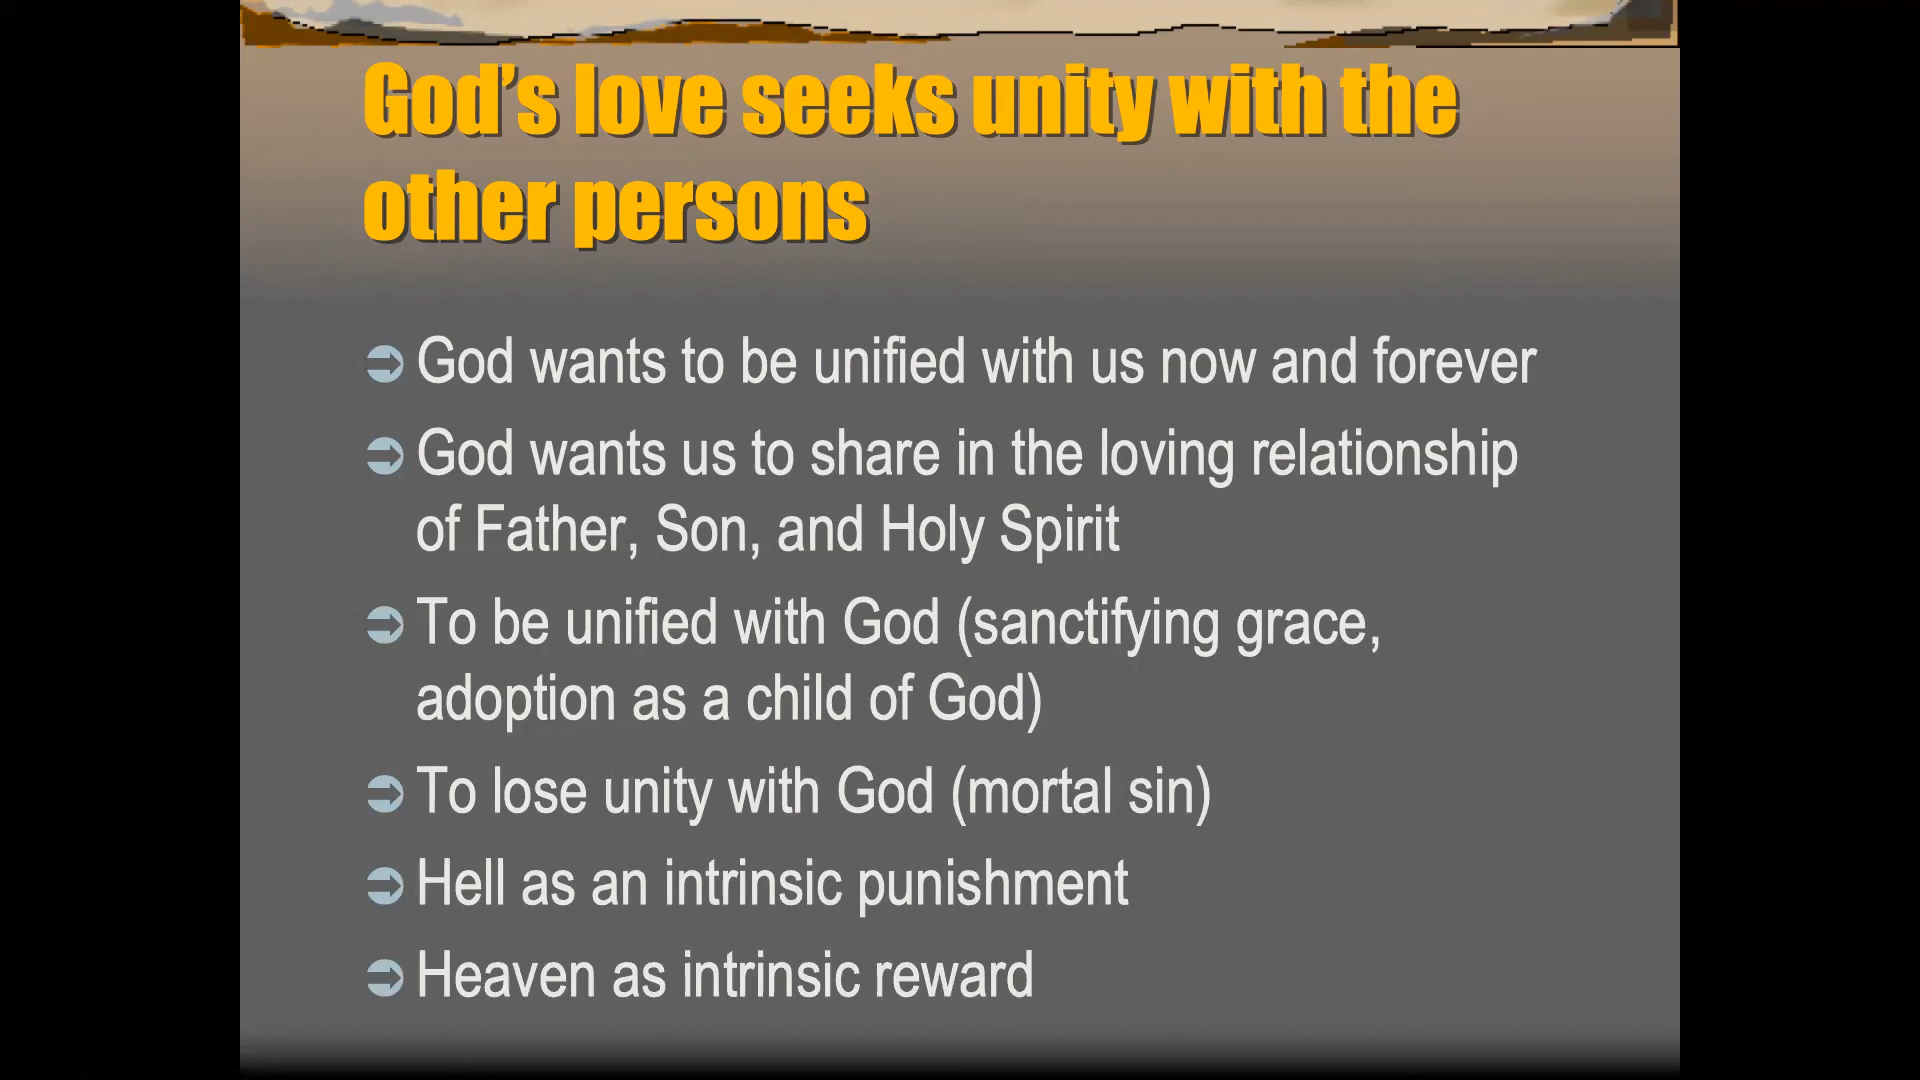 God’s love seeks unity with the
other persons
God wants to be unified with us now and forever
God wants us to share in the loving relationship
of Father, Son, and Holy Spirit
To be unified with God (sanctifying grace,
adoption as a child of God)
To lose unity with God (mortal sin)
Hell as an intrinsic punishment
Heaven as intrinsic reward